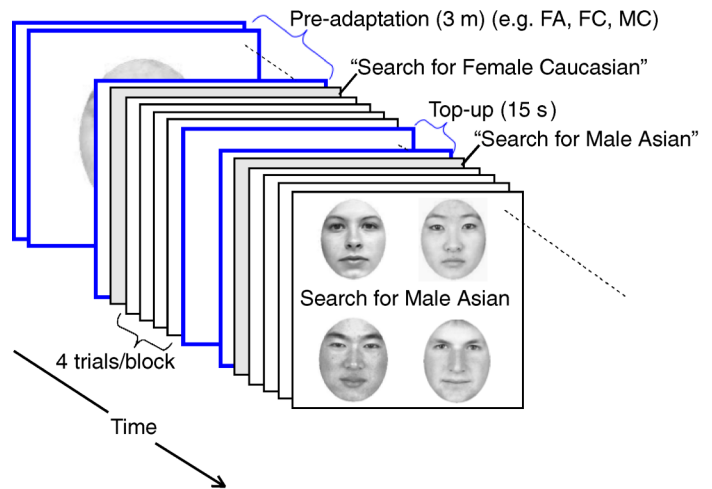 Pre-adaptation (3 m) (e.g. FA, FC, MC)
“Search for Female Caucasian”
Top-up (15 s)
“Search for Male Asian”
Search for Male Asian
4 trials/block
Time